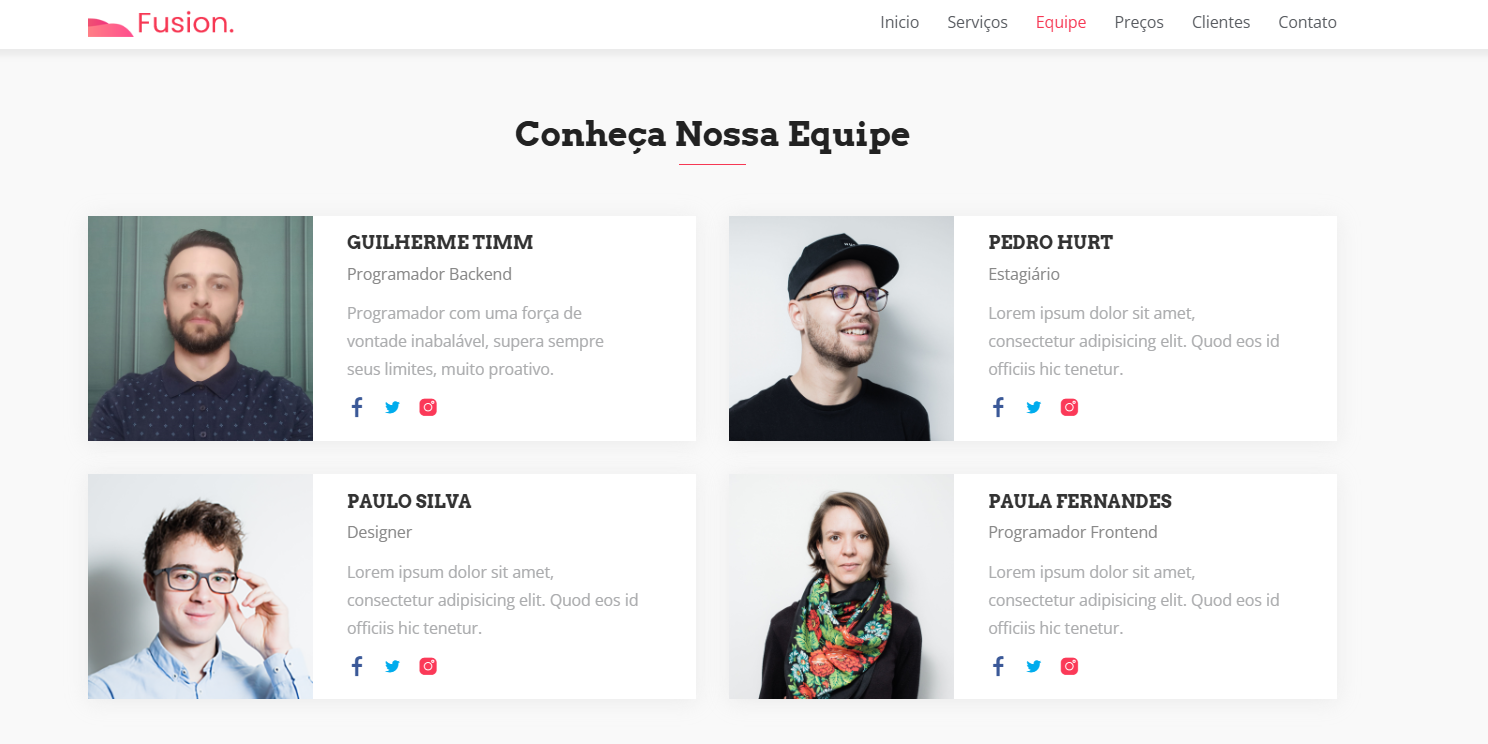 Fusion.
Inicio Serviços Equipe Preços Clientes Contato
Conheça Nossa Equipe
GUILHERME TIMM
Programador Backend
Programador com uma força de
vontade inabalável, supera sempre
seus limites, muito proativo.
PEDRO HURT
Estagiário
Lorem ipsum dolor sit amet,
consectetur adipisicing elit. Quod eos id
officiis hic tenetur.
PAULO SILVA
Designer
Lorem ipsum dolor sit amet,
consectetur adipisicing elit. Quod eos id
officiis hic tenetur.
PAULA FERNANDES
Programador Frontend
Lorem ipsum dolor sit amet,
consectetur adipisicing elit. Quod eos id
officiis hic tenetur.